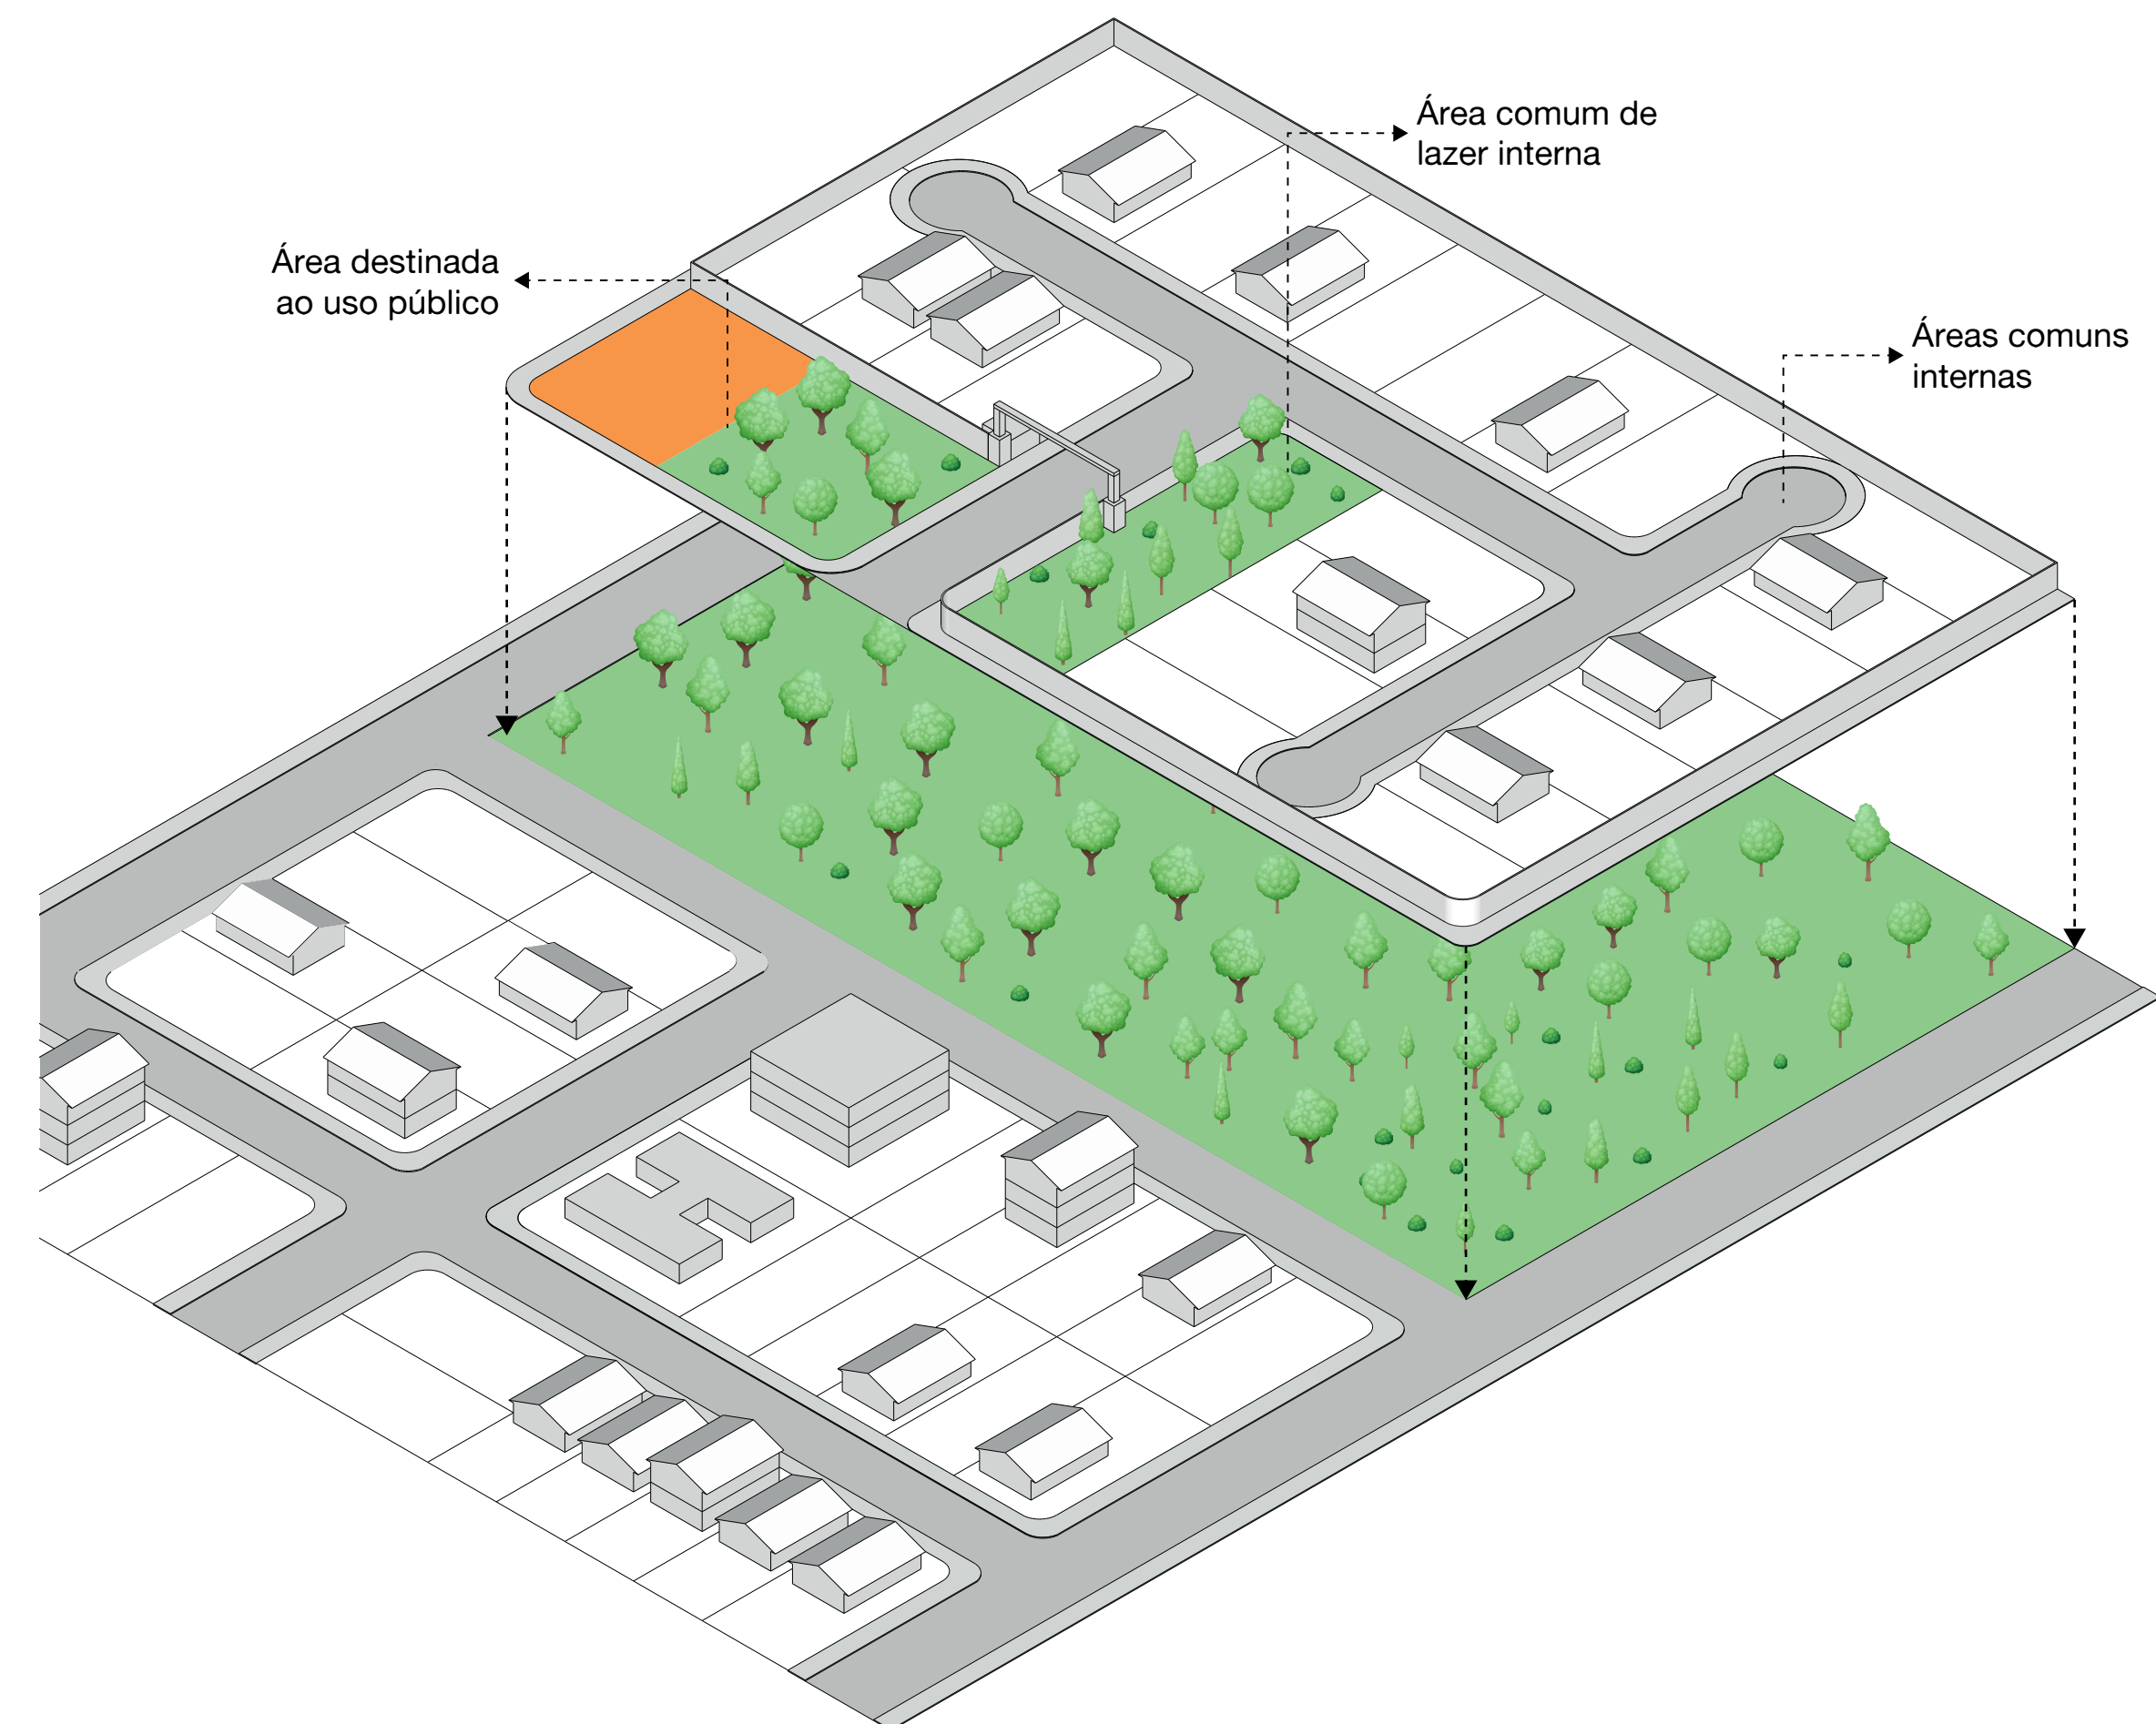 Área comum de
lazer interna
Área destinada
ao uso público
Áreas comuns
internas